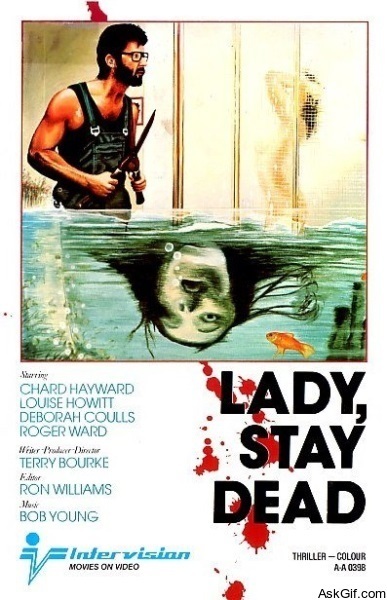 Starring
CHARD HAYWARD
LOUISE HOWITT
DEBORAH COULLS
ROGER WARD
Writer-Producer-Director
TERRY BOURKE
Editor
RON WILLIAMS
Music
BOB YOUNG
LADY,
STAY
DEAD
Intervision
MOVIES ON VIDEO
THRILLER – COLOUR
A-A 0398
AskGif.com